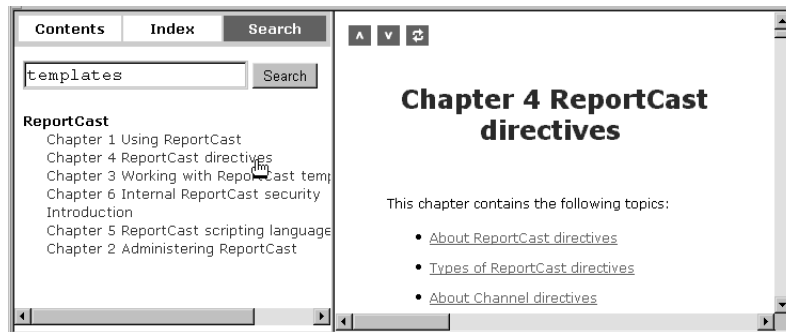 Contents Index Search
templates Search
ReportCast
Chapter 1 Using ReportCast
Chapter 4 ReportCast directives
Chapter 3 Working with ReportCast
Chapter 6 Internal ReportCast security
Introduction
Chapter 5 ReportCast scripting language
Chapter 2 Administering ReportCast
Chapter 4 ReportCast
directives
This chapter contains the following topics:
• About ReportCast directives
• Types of ReportCast directives
• About Channel directives